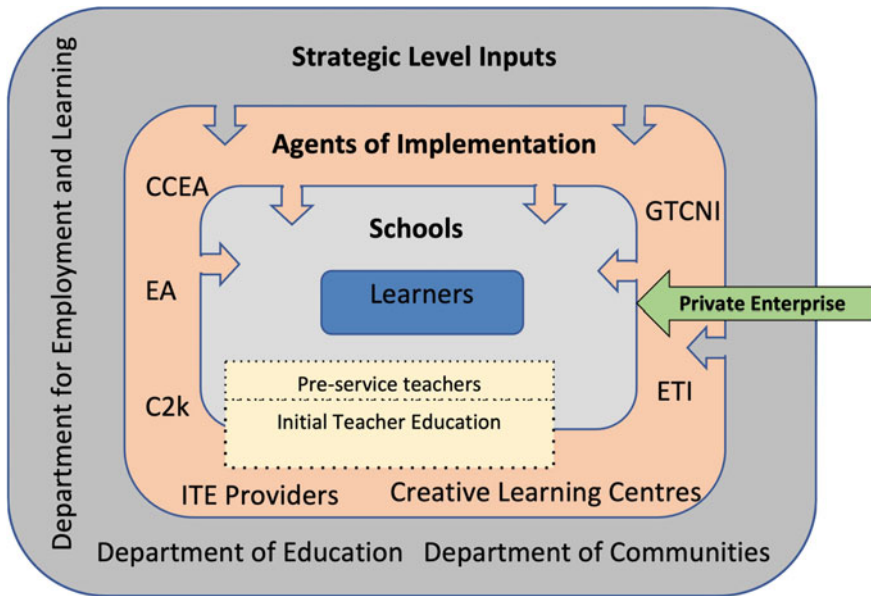 Strategic Level Inputs
Department for Employment and Learning
Agents of Implementation
CCEA
GTCNI
Schools
EA
Learners
Private Enterprise
Pre-service teachers
C2k
ETI
Initial Teacher Education
ITE Providers
Creative Learning Centres
Department of Education
Department of Communities